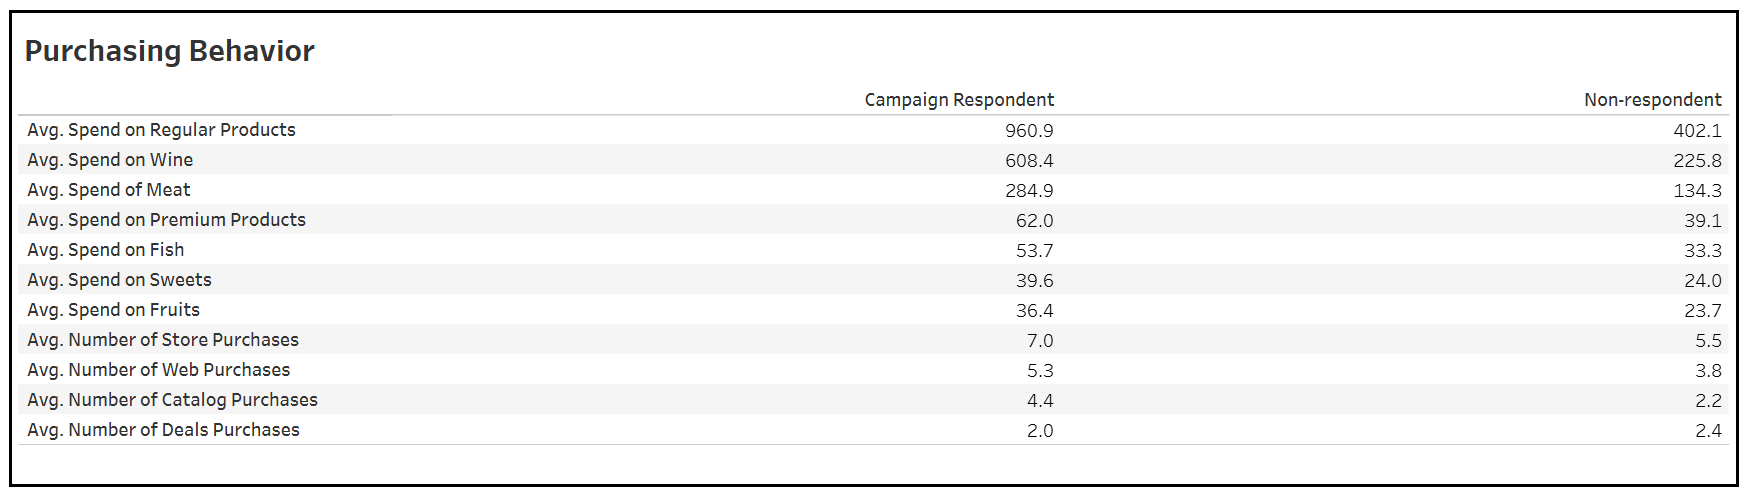 Purchasing Behavior
Campaign Respondent Non-respondent
Avg. Spend on Regular Products 960.9 402.1
Avg. Spend on Wine 608.4 225.8
Avg. Spend of Meat 284.9 134.3
Avg. Spend on Premium Products 62.0 39.1
Avg. Spend on Fish 53.7 33.3
Avg. Spend on Sweets 39.6 24.0
Avg. Spend on Fruits 36.4 23.7
Avg. Number of Store Purchases 7.0 5.5
Avg. Number of Web Purchases 5.3 3.8
Avg. Number of Catalog Purchases 4.4 2.2
Avg. Number of Deals Purchases 2.0 2.4